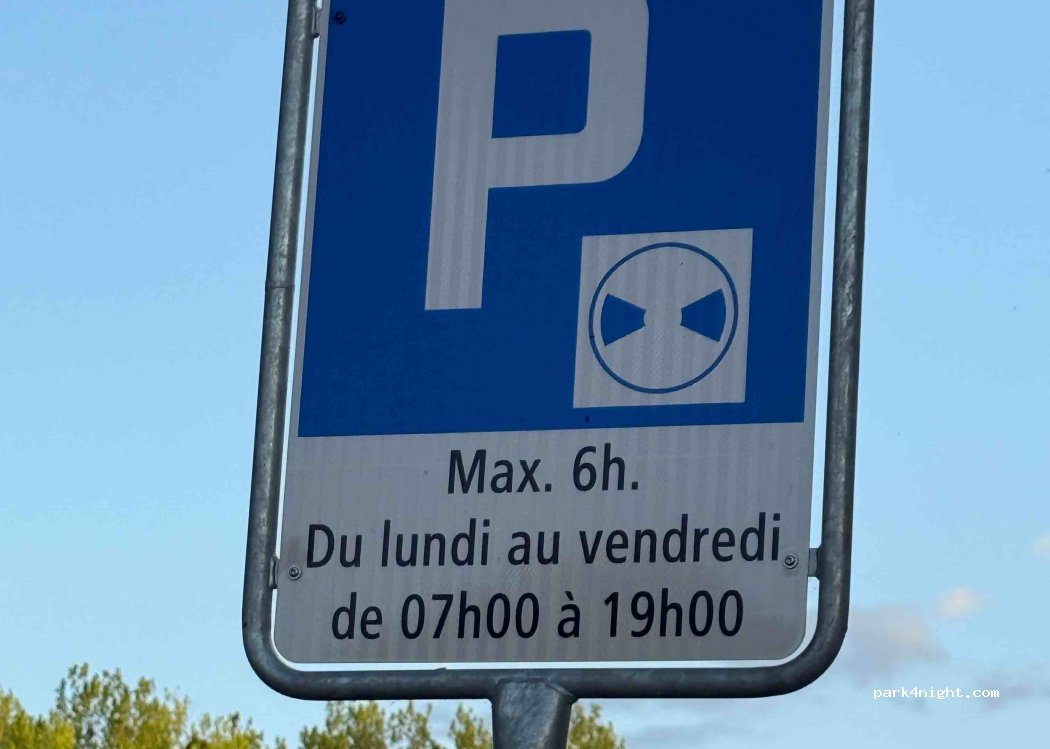 P
Max. 6h.
Du lundi au vendredi
de 07h00 à 19h00
park4night.com